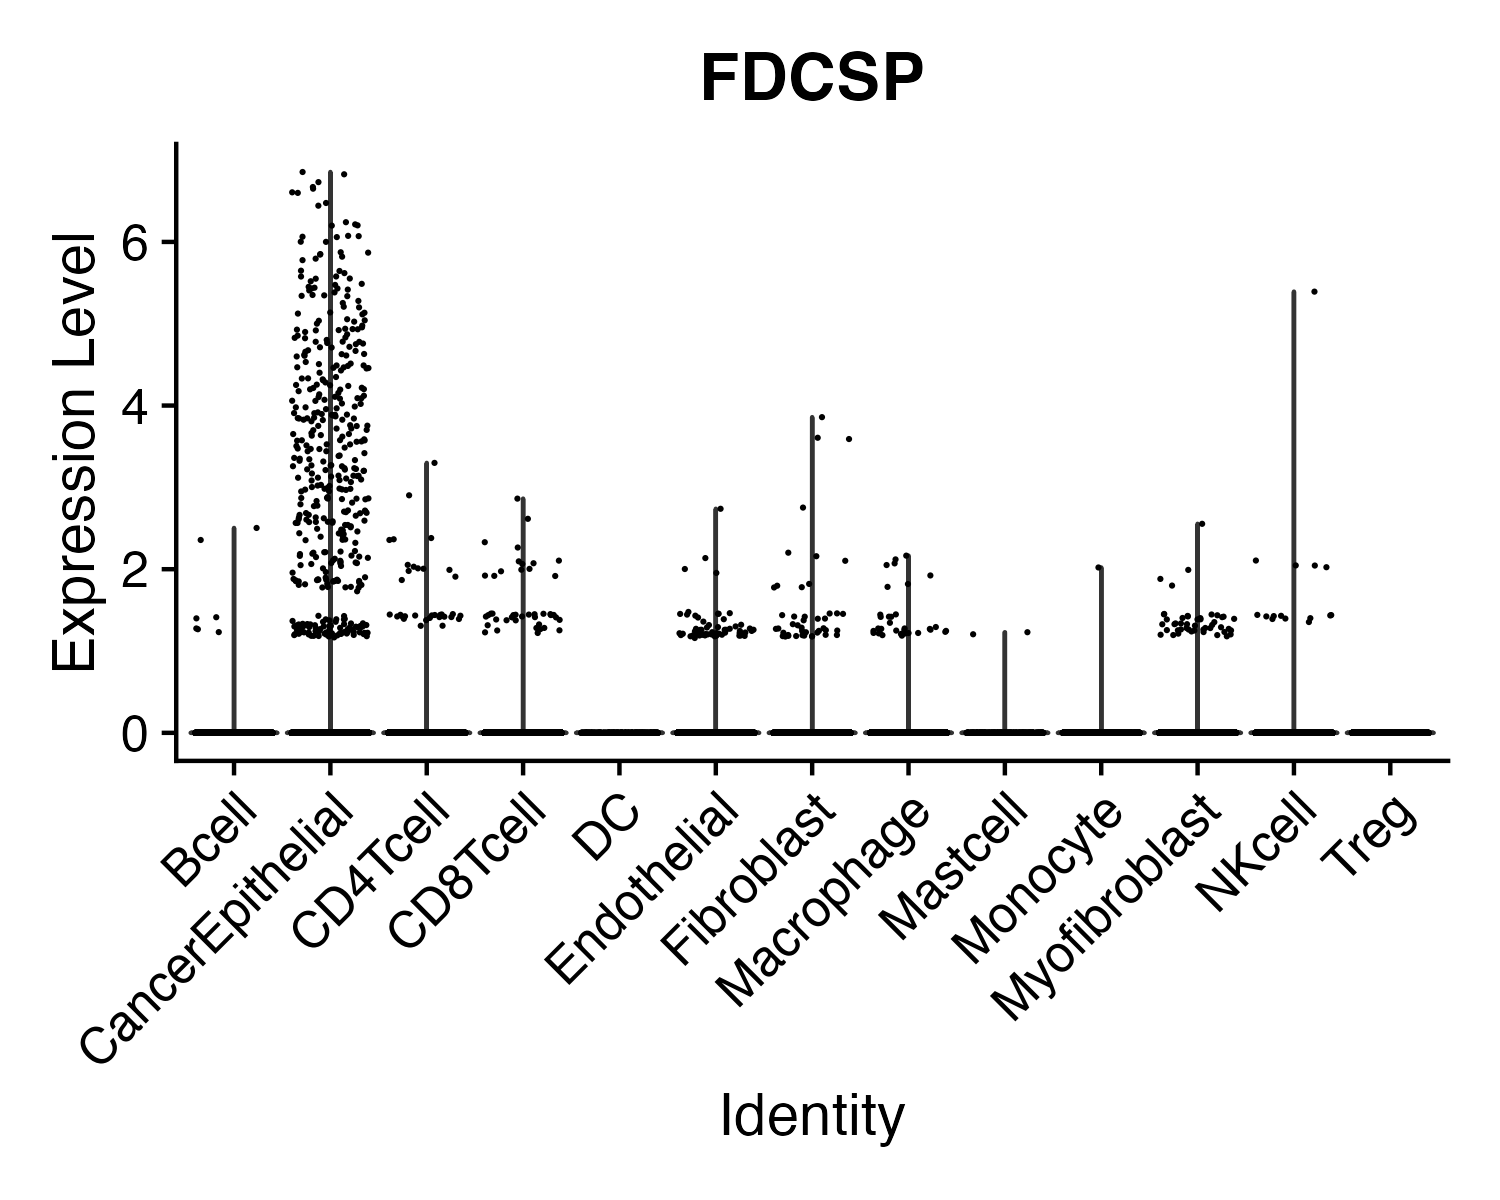 FDCSP
Expression Level
6
4
2
0
Bcell
CancerEpithelial
CD4Tcell
CD8Tcell
DC
Endothelial
Fibroblast
Macrophage
Mastcell
Monocyte
Myofibroblast
NKcell
Treg
Identity